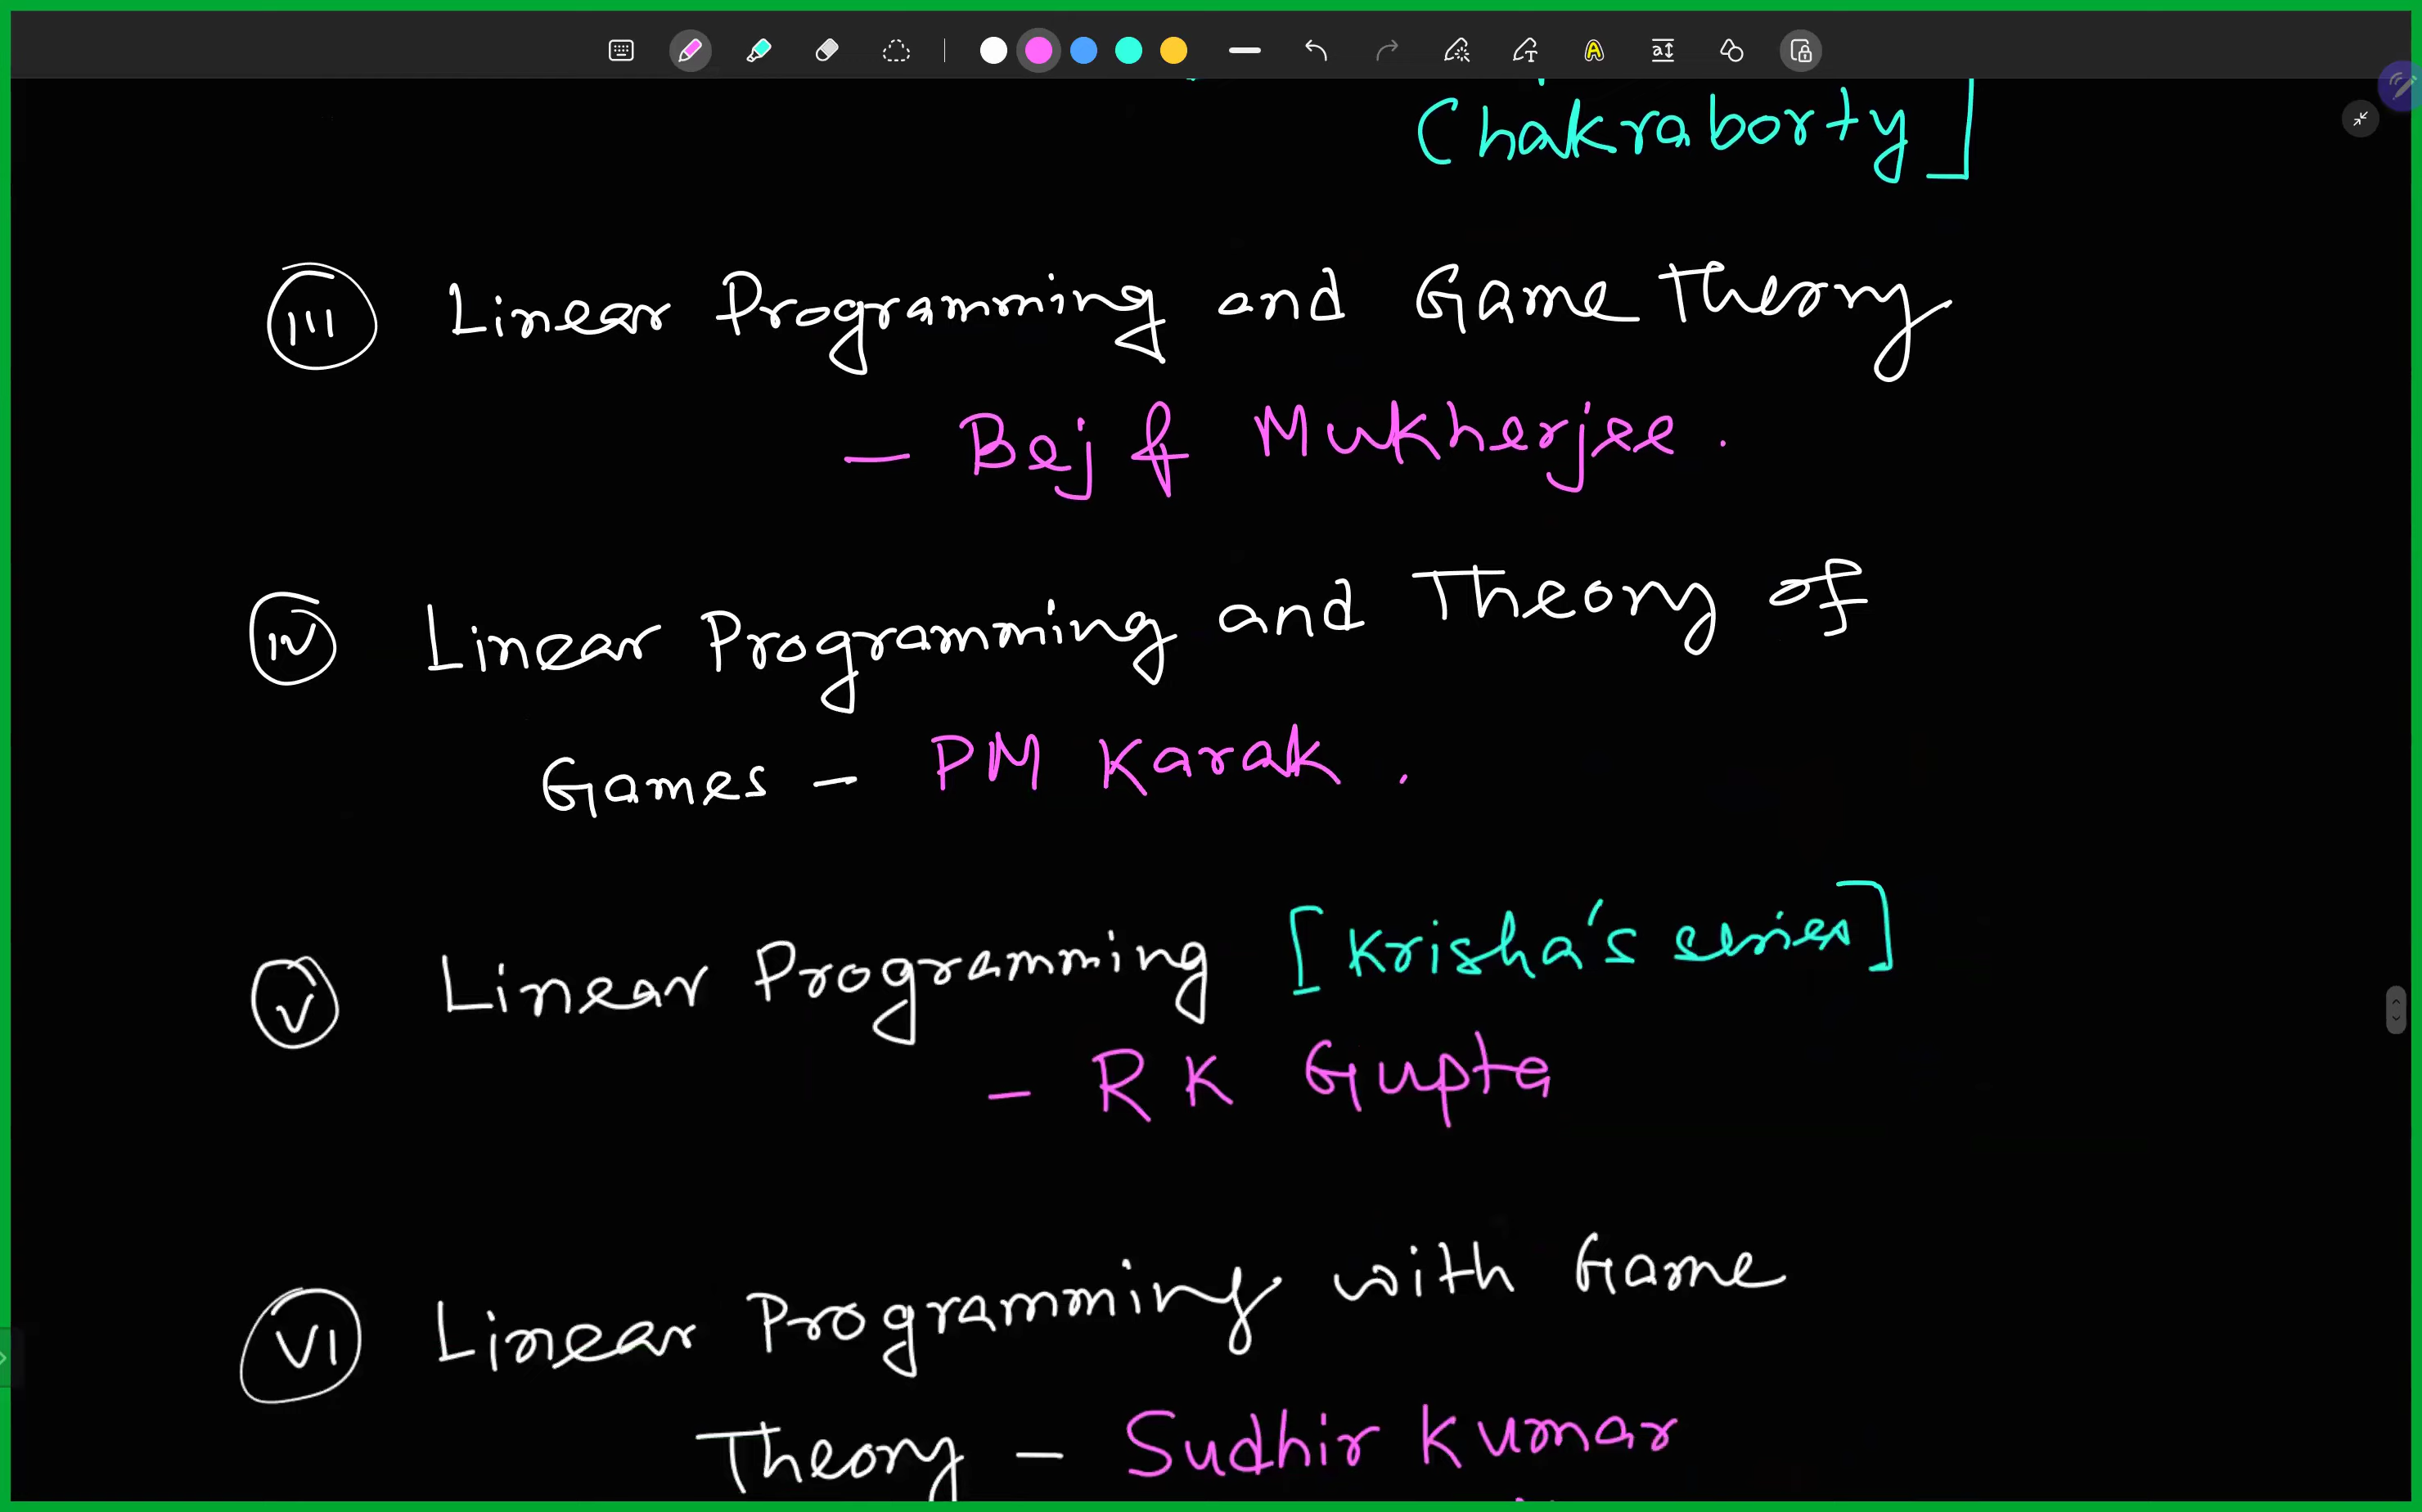 Chakraborty]
III Linear Programming and Game Theory
— Bej & Mukherjee.
IV Linear Programming and Theory of
Games — PM Karak.
V Linear Programming [Krisha's series]
— RK Gupta
VI Linear Programming with Game
Theory — Sudhir Kumar